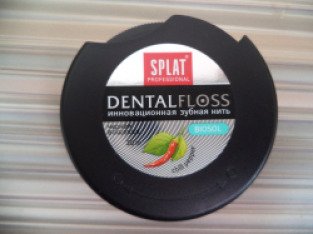 SPLAT
PROFESSIONAL
DENTALFLOSS
инновационная зубная нить
BIOSOL